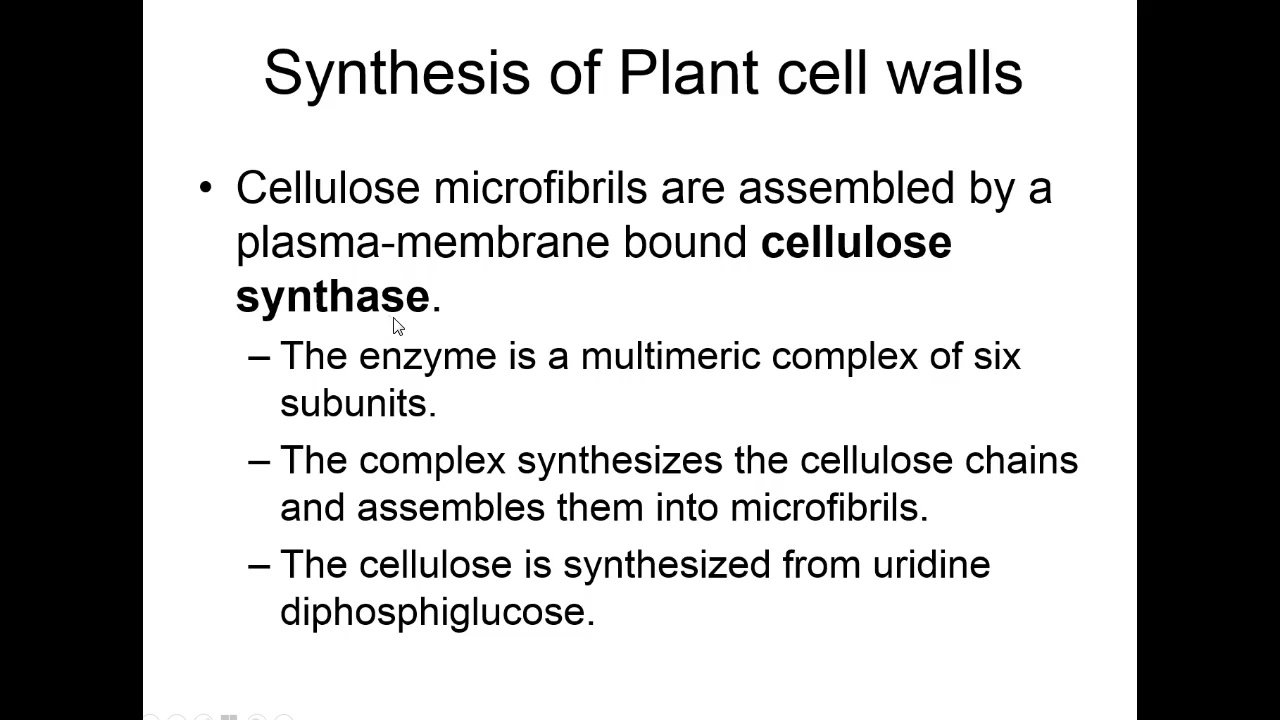 Synthesis of Plant cell walls
• Cellulose microfibrils are assembled by a
plasma-membrane bound cellulose
synthase.
– The enzyme is a multimeric complex of six
subunits.
– The complex synthesizes the cellulose chains
and assembles them into microfibrils.
– The cellulose is synthesized from uridine
diphosphiglucose.